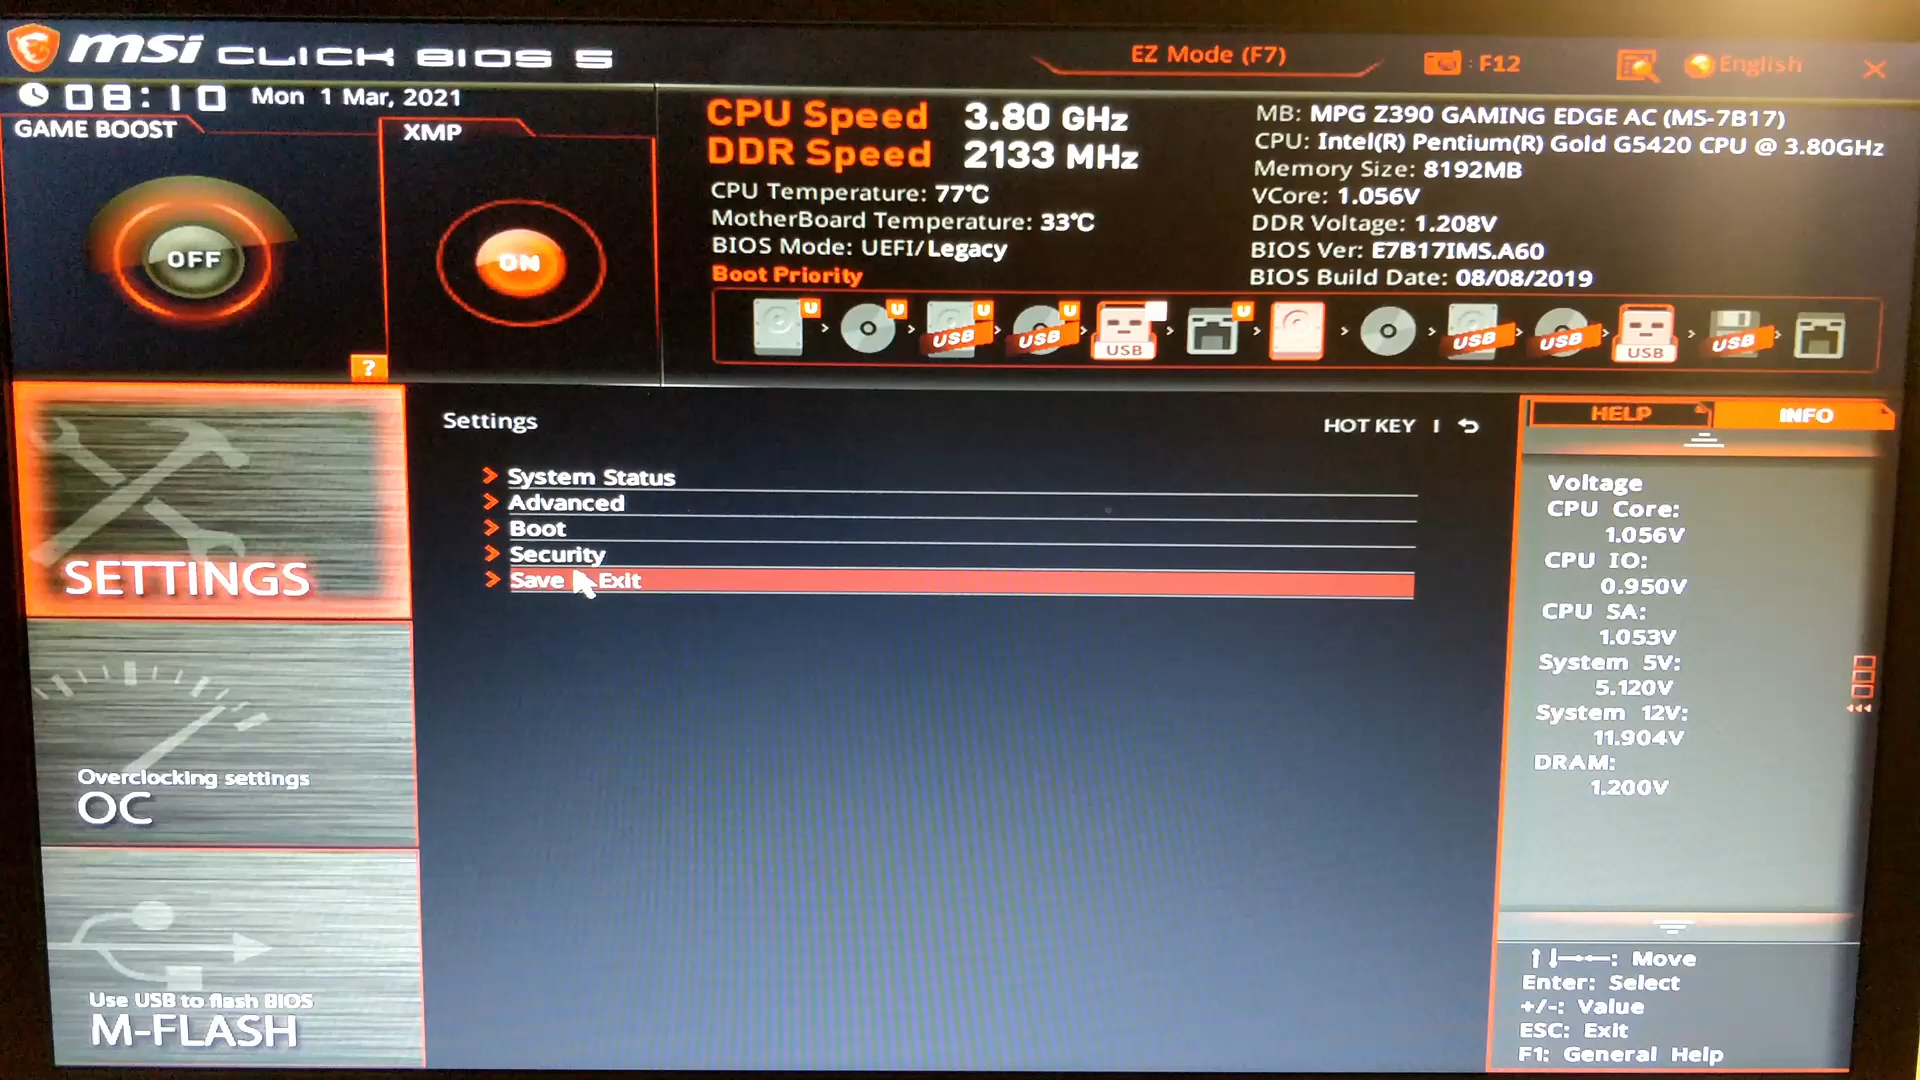 msi CLICK BIOS 5
EZ Mode (F7)
: F12
English
08:10 Mon 1 Mar, 2021
GAME BOOST
OFF
XMP
ON
?
CPU Speed 3.80 GHz
DDR Speed 2133 MHz
CPU Temperature: 77℃
MotherBoard Temperature: 33℃
BIOS Mode: UEFI/Legacy
MB: MPG Z390 GAMING EDGE AC (MS-7B17)
CPU: Intel(R) Pentium(R) Gold G5420 CPU @ 3.80GHz
Memory Size: 8192MB
VCore: 1.056V
DDR Voltage: 1.208V
BIOS Ver: E7B17IMS.A60
BIOS Build Date: 08/08/2019
Boot Priority
U U U USB U USB USB U USB USB USB USB
SETTINGS
Overclocking settings
OC
Use USB to flash BIOS
M-FLASH
Settings
HOT KEY |
> System Status
> Advanced
> Boot
> Security
> Save Exit
HELP
INFO
Voltage
CPU Core:
1.056V
CPU IO:
0.950V
CPU SA:
1.053V
System 5V:
5.120V
System 12V:
11.904V
DRAM:
1.200V
↑↓→←: Move
Enter: Select
+/-: Value
ESC: Exit
F1: General Help